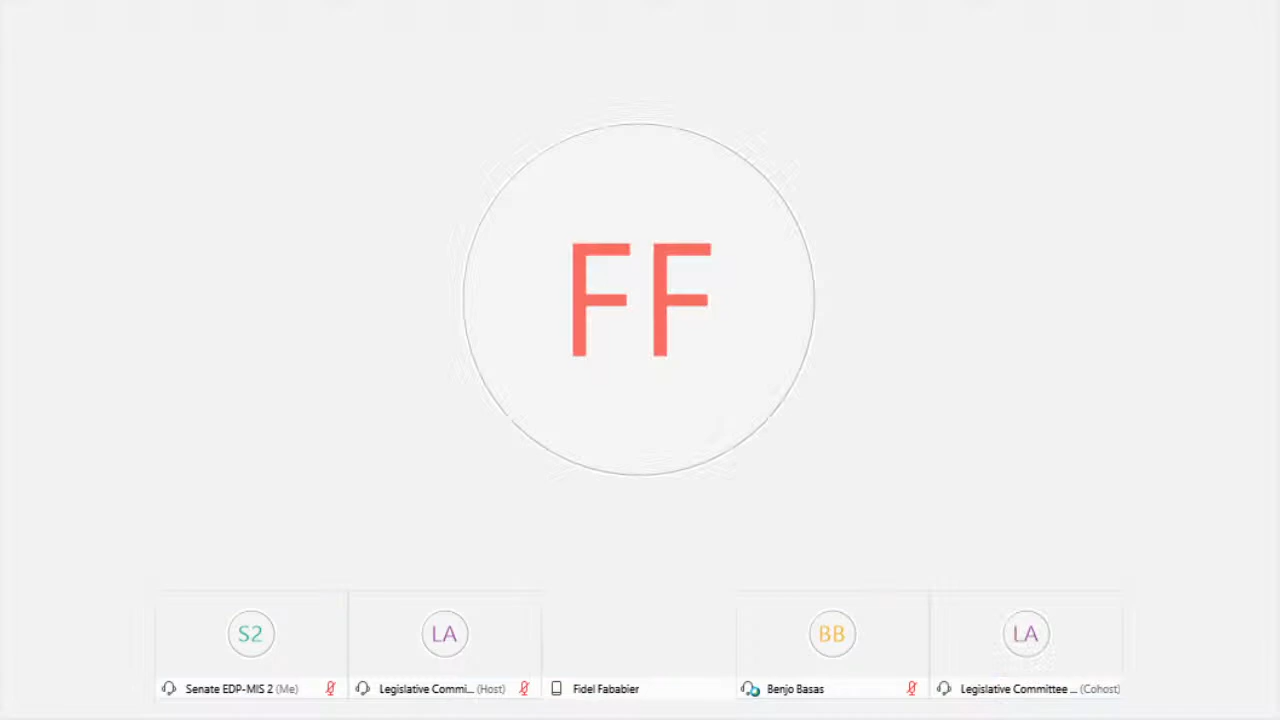 FF
S2
LA
BB
LA
Senate EDP-MIS 2 (Me)
Legislative Commi... (Host)
Fidel Fababier
Benjo Basas
Legislative Committee ... (Cohost)